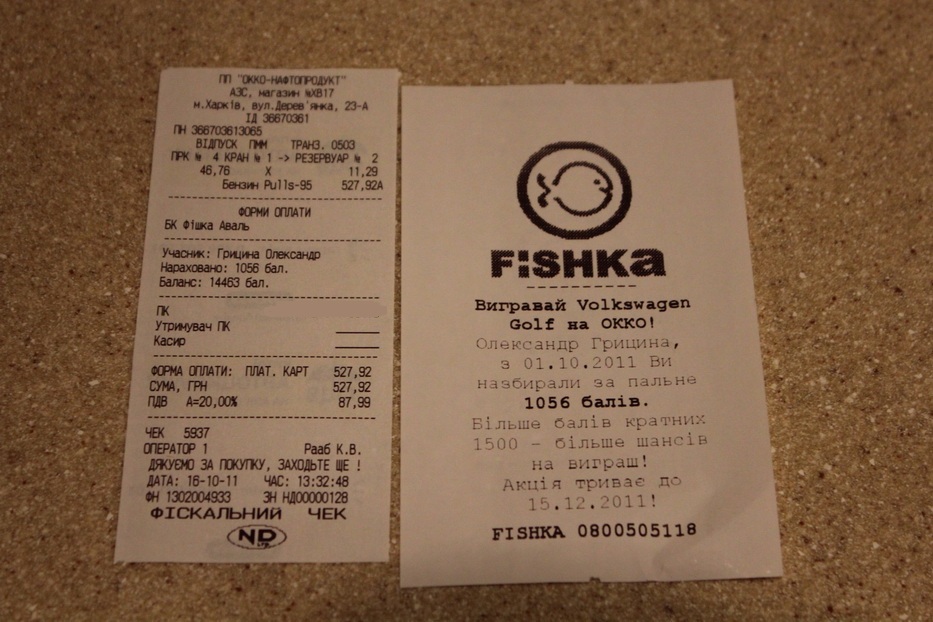 ПП "ОККО-НАФТОПРОДУКТ"
АЗС, магазин №ХВ17
м.Харкiв, вул.Дерев'янка, 23-А
IД 36670361
ПН 366703613065
ВIДПУСК ПММ ТРАНЗ. 0503
ПРК № 4 КРАН № 1 -> РЕЗЕРВУАР № 2
46,76 X 11,29
Бензин Pulls-95 527,92А
ФОРМИ ОПЛАТИ
БК Фiшка Аваль
Учасник: Грицина Олександр
Нараховано: 1056 бал.
Баланс: 14463 бал.
ПК
Утримувач ПК
Касир
ФОРМА ОПЛАТИ: ПЛАТ. КАРТ 527,92
СУМА, ГРН 527,92
ПДВ А=20,00% 87,99
ЧЕК 5937
ОПЕРАТОР 1 Рааб К.В.
ДЯКУЄМО ЗА ПОКУПКУ, ЗАХОДЬТЕ ЩЕ !
ДАТА: 16-10-11 ЧАС: 13:32:48
ФН 1302004933 ЗН НД00000128
ФІСКАЛЬНИЙ ЧЕК
ND
FiSHKa
Вигравай Volkswagen
Golf на ОККО!
Олександр Грицина,
з 01.10.2011 Ви
назбирали за пальне
1056 балів.
Більше балів кратних
1500 – більше шансів
на виграш!
Акція триває до
15.12.2011!
FISHKA 0800505118